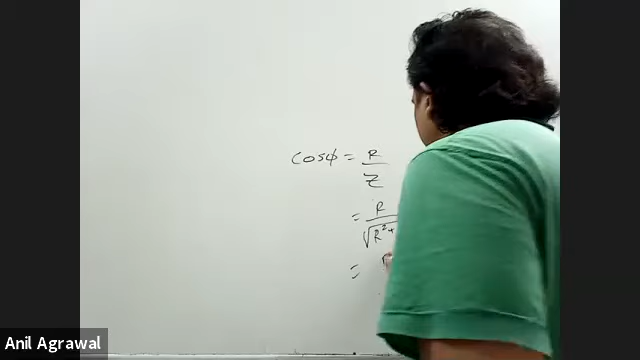 cosφ = R/Z
= R/√R²+
=
Anil Agrawal